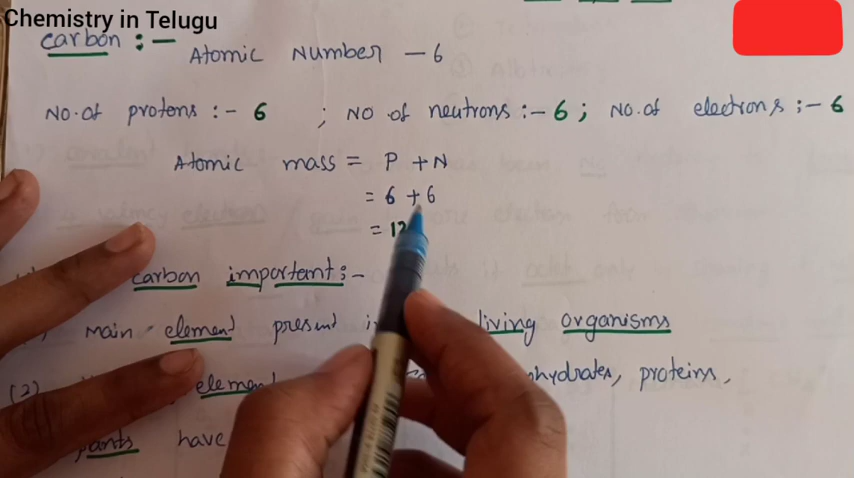 Chemistry in Telugu
Carbon :-
Atomic Number - 6
No. of protons :- 6 ; No of neutrons :- 6 ; No. of electrons :- 6
Atomic mass = P + N
= 6 + 6
= 12
carbon important :-
Main element present living organisms
(2) element hydrates, proteins,
have